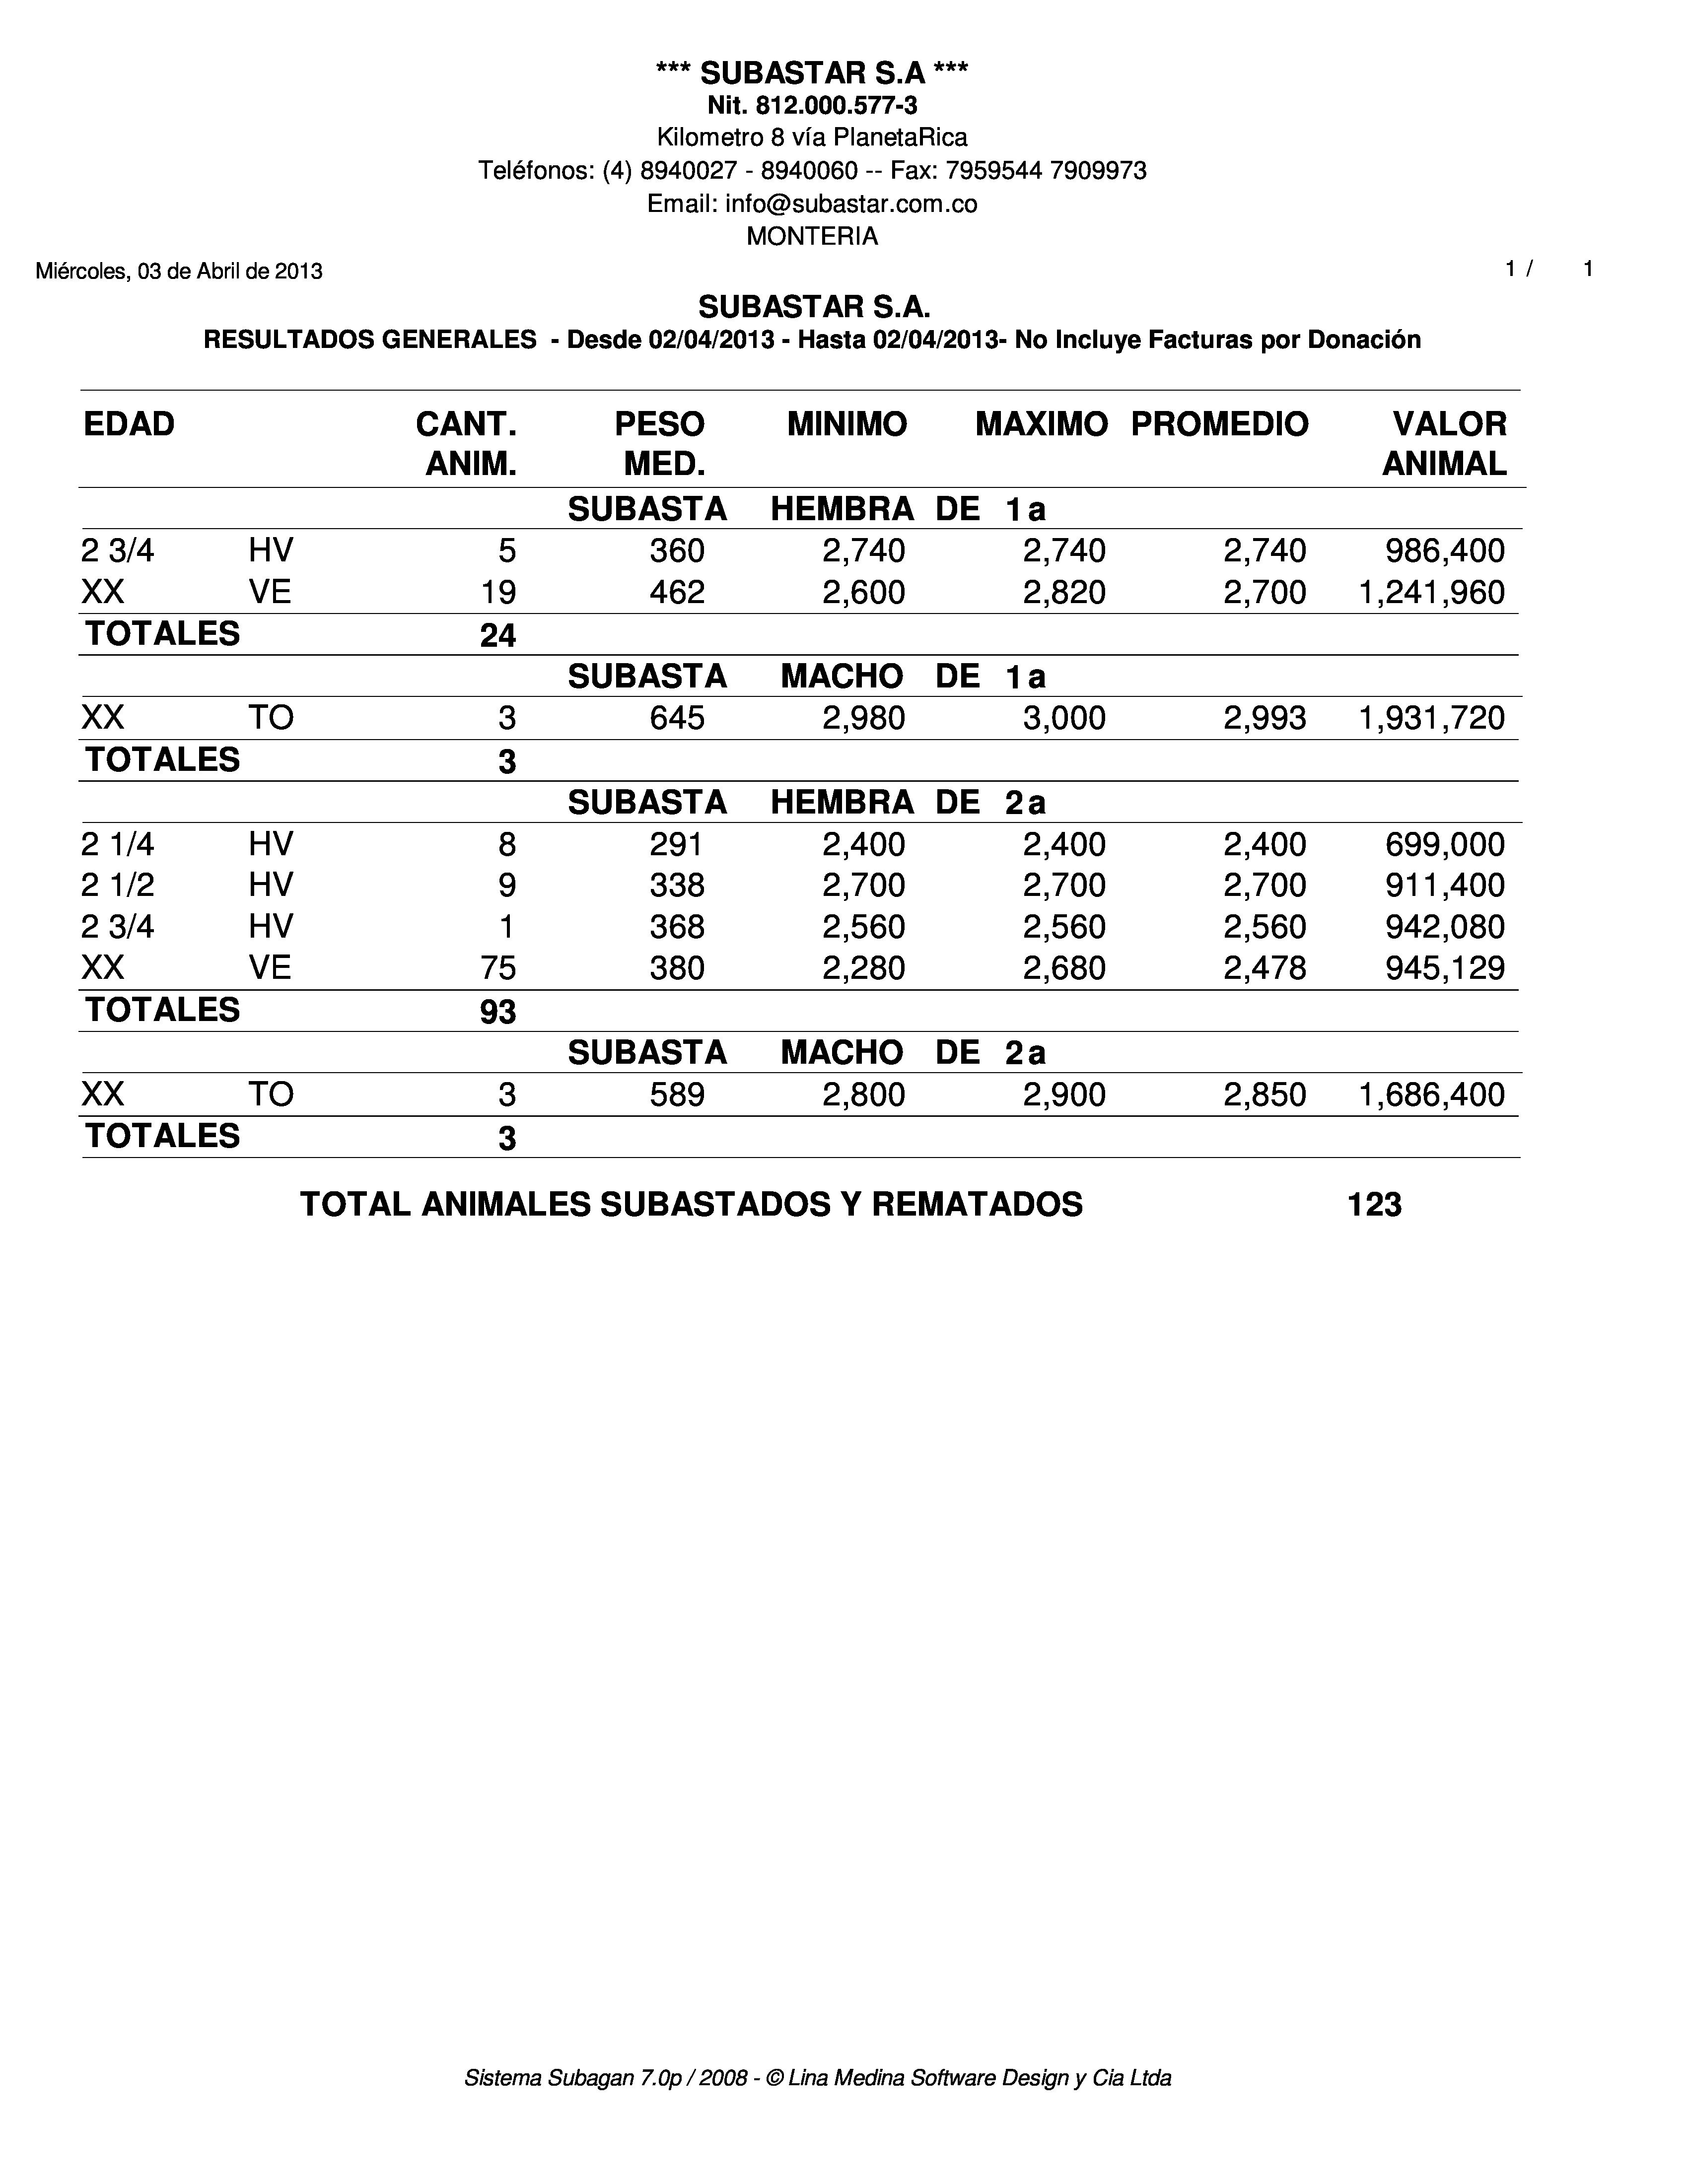 *** SUBASTAR S.A ***
Nit. 812.000.577-3
Kilometro 8 vía PlanetaRica
Teléfonos: (4) 8940027 - 8940060 -- Fax: 7959544 7909973
Email: info@subastar.com.co
MONTERIA
Miércoles, 03 de Abril de 2013 1 / 1
SUBASTAR S.A.
RESULTADOS GENERALES - Desde 02/04/2013 - Hasta 02/04/2013- No Incluye Facturas por Donación
EDAD CANT. PESO MINIMO MAXIMO PROMEDIO VALOR
ANIM. MED. ANIMAL
SUBASTA HEMBRA DE 1a
2 3/4 HV 5 360 2,740 2,740 2,740 986,400
XX VE 19 462 2,600 2,820 2,700 1,241,960
TOTALES 24
SUBASTA MACHO DE 1a
XX TO 3 645 2,980 3,000 2,993 1,931,720
TOTALES 3
SUBASTA HEMBRA DE 2a
2 1/4 HV 8 291 2,400 2,400 2,400 699,000
2 1/2 HV 9 338 2,700 2,700 2,700 911,400
2 3/4 HV 1 368 2,560 2,560 2,560 942,080
XX VE 75 380 2,280 2,680 2,478 945,129
TOTALES 93
SUBASTA MACHO DE 2a
XX TO 3 589 2,800 2,900 2,850 1,686,400
TOTALES 3
TOTAL ANIMALES SUBASTADOS Y REMATADOS 123
Sistema Subagan 7.0p / 2008 - © Lina Medina Software Design y Cia Ltda